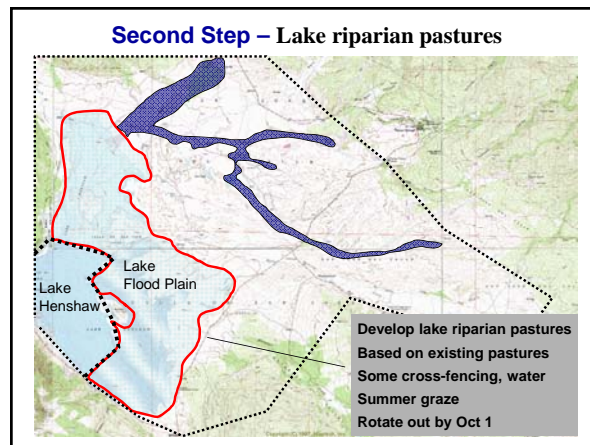 Second Step – Lake riparian pastures
Lake
Flood Plain
Lake
Henshaw
Develop lake riparian pastures
Based on existing pastures
Some cross-fencing, water
Summer graze
Rotate out by Oct 1